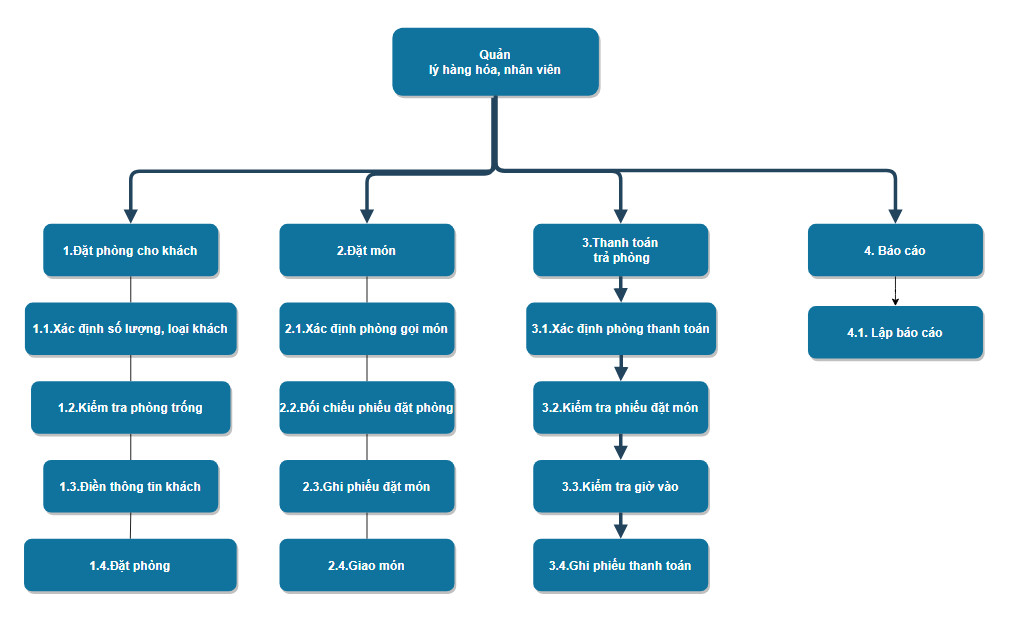 Quản
lý hàng hóa, nhân viên
1.Đặt phòng cho khách
2.Đặt món
3.Thanh toán
trả phòng
4. Báo cáo
1.1.Xác định số lượng, loại khách
2.1.Xác định phòng gọi món
3.1.Xác định phòng thanh toán
4.1. Lập báo cáo
1.2.Kiểm tra phòng trống
2.2.Đối chiếu phiếu đặt phòng
3.2.Kiểm tra phiếu đặt món
1.3.Điền thông tin khách
2.3.Ghi phiếu đặt món
3.3.Kiểm tra giờ vào
1.4.Đặt phòng
2.4.Giao món
3.4.Ghi phiếu thanh toán